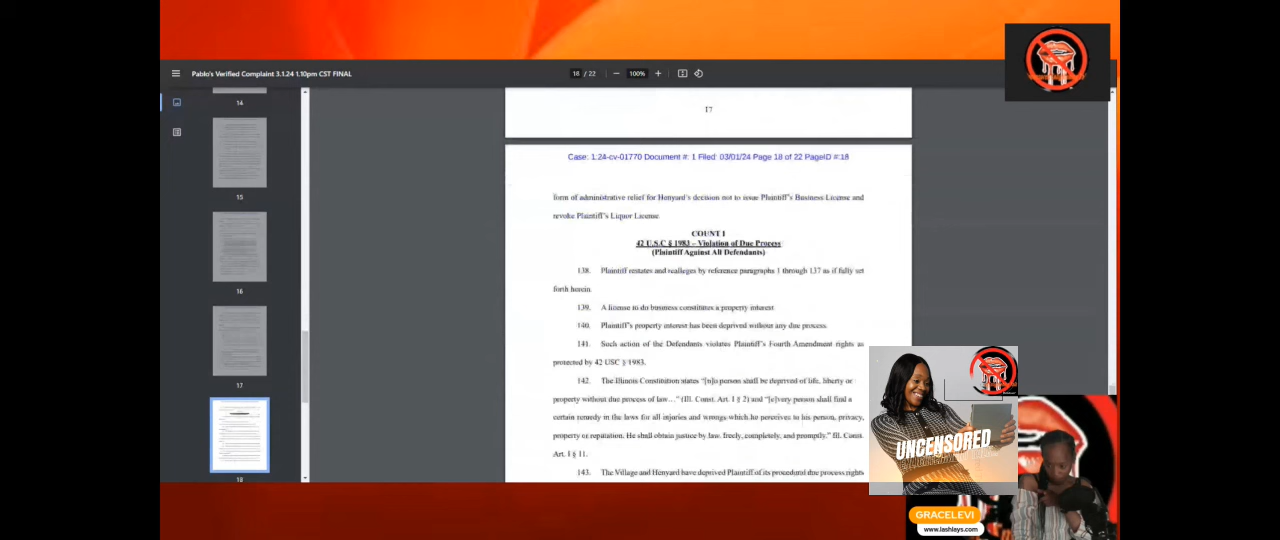 Pablo's Verified Complaint 3.1.24 1.10pm CST FINAL
18 / 22
100%
14
15
16
17
18
17
Case: 1:24-cv-01770 Document #: 1 Filed: 03/01/24 Page 18 of 22 PageID #:18
form of administrative relief for Henyard's decision not to issue Plaintiff's Business License and
revoke Plaintiff's Liquor License
COUNT I
42 U.S.C § 1983 – Violation of Due Process
(Plaintiff Against All Defendants)
138. Plaintiff restates and realleges by reference paragraphs 1 through 137 as if fully set
forth herein.
139. A license to do business constitutes a property interest
140. Plaintiff's property interest has been deprived without any due process.
141. Such action of the Defendants violates Plaintiff's Fourth Amendment rights as
protected by 42 USC § 1983.
142. The Illinois Constitution states "[n]o person shall be deprived of life, liberty or
property without due process of law…" (Ill. Const. Art. I § 2) and "[e]very person shall find a
certain remedy in the laws for all injuries and wrongs which he perceives to his person, privacy,
property or reputation. He shall obtain justice by law, freely, completely, and promptly." Ill. Const.
Art. I § 11.
143. The Village and Henyard have deprived Plaintiff of its procedural due process rights
UNCENSORED
GRACELEVI
www.lashlays.com